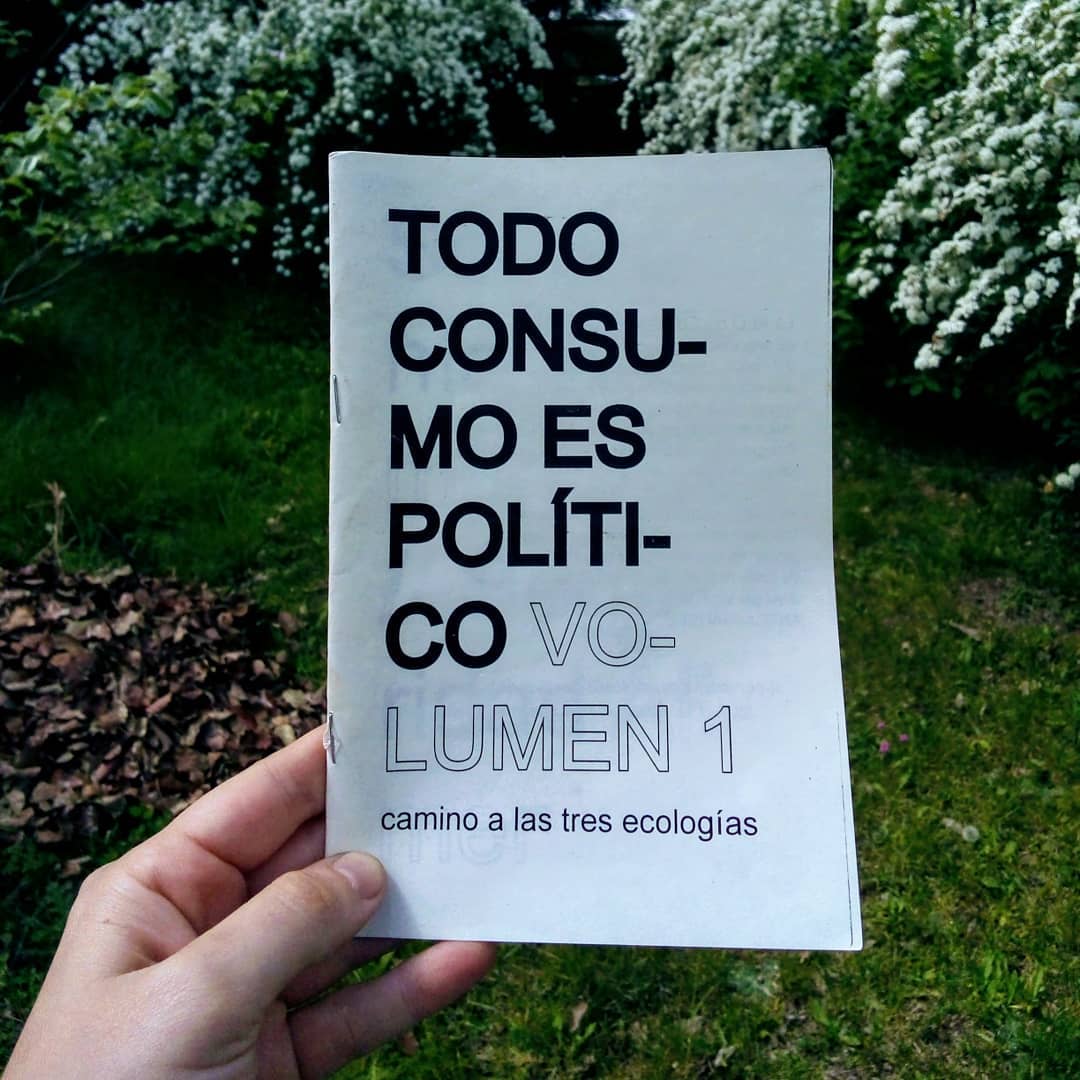 TODO
CONSU-
MO ES
POLÍTI-
CO VO-
LUMEN 1
camino a las tres ecologías